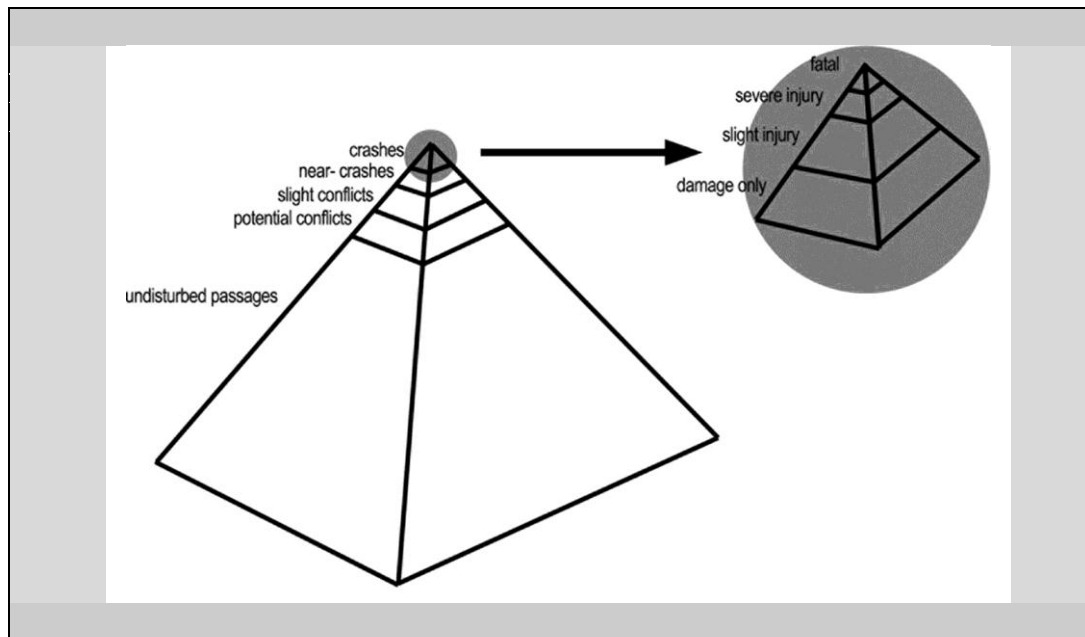 crashes
near- crashes
slight conflicts
potential conflicts
undisturbed passages
fatal
severe injury
slight injury
damage only